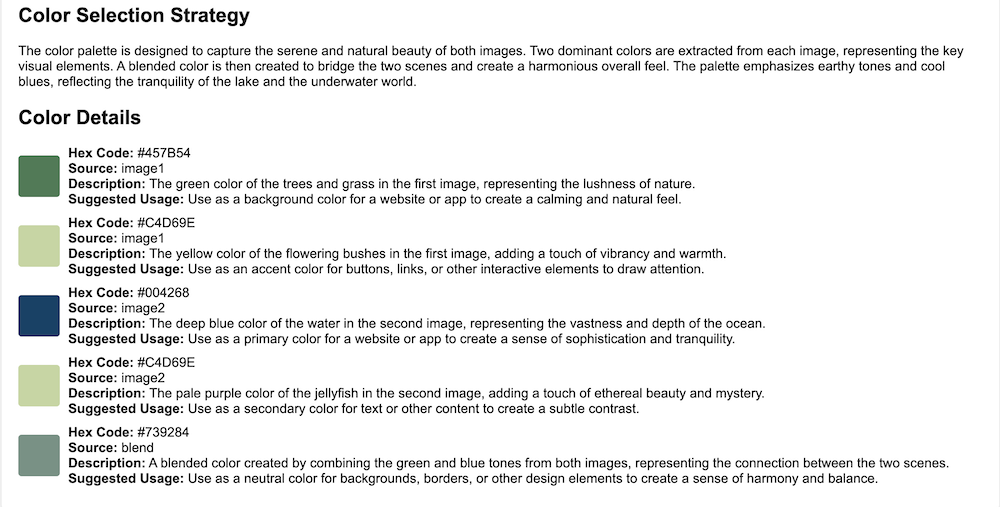 Color Selection Strategy
The color palette is designed to capture the serene and natural beauty of both images. Two dominant colors are extracted from each image, representing the key
visual elements. A blended color is then created to bridge the two scenes and create a harmonious overall feel. The palette emphasizes earthy tones and cool
blues, reflecting the tranquility of the lake and the underwater world.
Color Details
Hex Code: #457B54
Source: image1
Description: The green color of the trees and grass in the first image, representing the lushness of nature.
Suggested Usage: Use as a background color for a website or app to create a calming and natural feel.
Hex Code: #C4D69E
Source: image1
Description: The yellow color of the flowering bushes in the first image, adding a touch of vibrancy and warmth.
Suggested Usage: Use as an accent color for buttons, links, or other interactive elements to draw attention.
Hex Code: #004268
Source: image2
Description: The deep blue color of the water in the second image, representing the vastness and depth of the ocean.
Suggested Usage: Use as a primary color for a website or app to create a sense of sophistication and tranquility.
Hex Code: #C4D69E
Source: image2
Description: The pale purple color of the jellyfish in the second image, adding a touch of ethereal beauty and mystery.
Suggested Usage: Use as a secondary color for text or other content to create a subtle contrast.
Hex Code: #739284
Source: blend
Description: A blended color created by combining the green and blue tones from both images, representing the connection between the two scenes.
Suggested Usage: Use as a neutral color for backgrounds, borders, or other design elements to create a sense of harmony and balance.